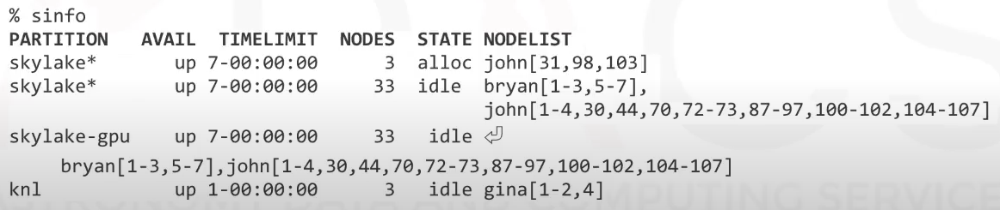 % sinfo
PARTITION AVAIL TIMELIMIT NODES STATE NODELIST
skylake* up 7-00:00:00 3 alloc john[31,98,103]
skylake* up 7-00:00:00 33 idle bryan[1-3,5-7],
john[1-4,30,44,70,72-73,87-97,100-102,104-107]
skylake-gpu up 7-00:00:00 33 idle ⏎
bryan[1-3,5-7],john[1-4,30,44,70,72-73,87-97,100-102,104-107]
knl up 1-00:00:00 3 idle gina[1-2,4]